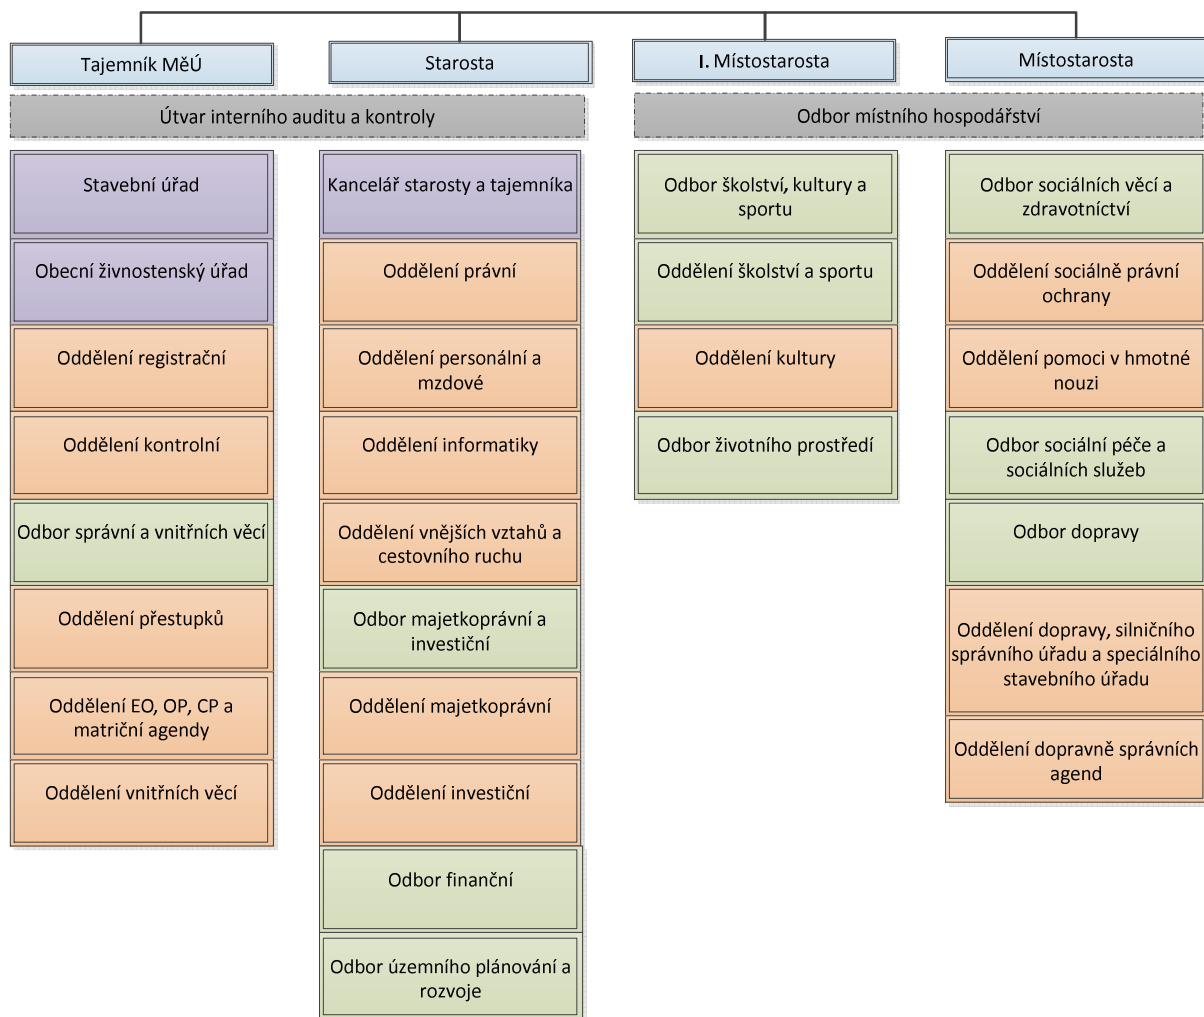 Tajemník MěÚ
Starosta
I. Místostarosta
Místostarosta
Útvar interního auditu a kontroly
Odbor místního hospodářství
Stavební úřad
Obecní živnostenský úřad
Oddělení registrační
Oddělení kontrolní
Odbor správní a vnitřních věcí
Oddělení přestupků
Oddělení EO, OP, CP a
matriční agendy
Oddělení vnitřních věcí
Kancelář starosty a tajemníka
Oddělení právní
Oddělení personální a
mzdové
Oddělení informatiky
Oddělení vnějších vztahů a
cestovního ruchu
Odbor majetkoprávní a
investiční
Oddělení majetkoprávní
Oddělení investiční
Odbor finanční
Odbor územního plánování a
rozvoje
Odbor školství, kultury a
sportu
Oddělení školství a sportu
Oddělení kultury
Odbor životního prostředí
Odbor sociálních věcí a
zdravotníctví
Oddělení sociálně právní
ochrany
Oddělení pomoci v hmotné
nouzi
Odbor sociální péče a
sociálních služeb
Odbor dopravy
Oddělení dopravy, silničního
správního úřadu a speciálního
stavebního úřadu
Oddělení dopravně správních
agend